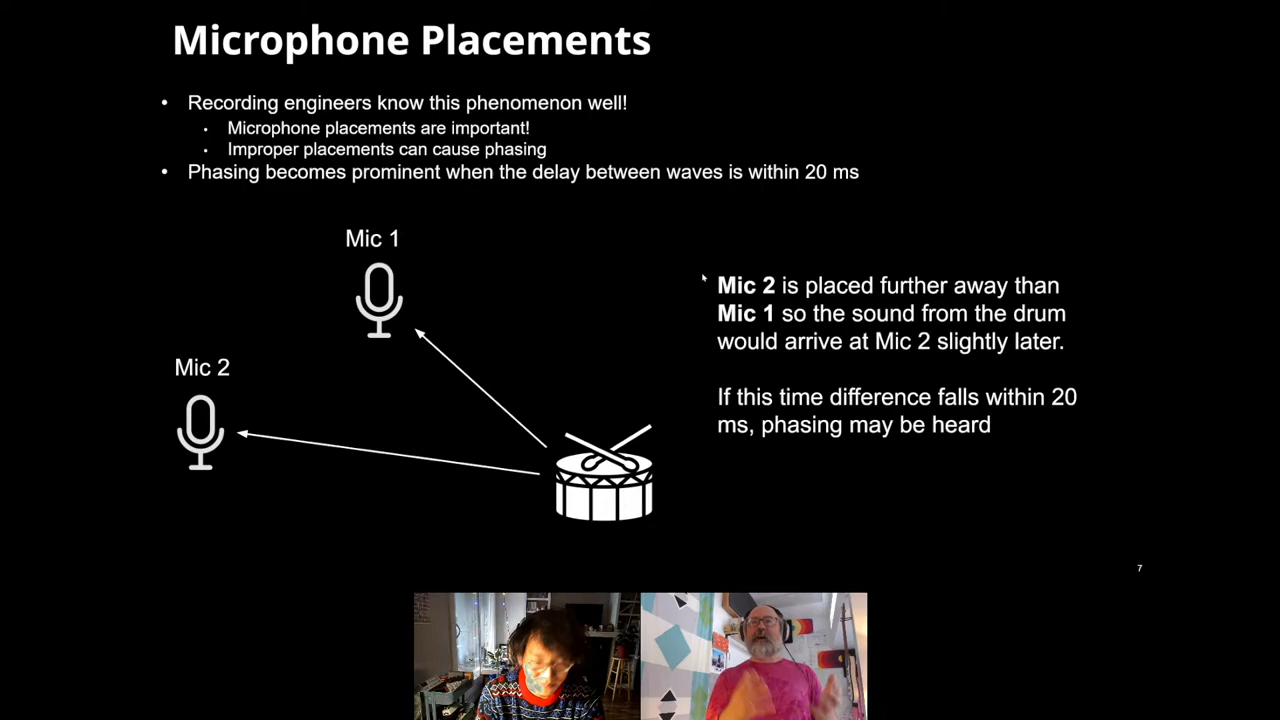 Microphone Placements
• Recording engineers know this phenomenon well!
• Microphone placements are important!
• Improper placements can cause phasing
• Phasing becomes prominent when the delay between waves is within 20 ms
Mic 1
Mic 2
Mic 2 is placed further away than
Mic 1 so the sound from the drum
would arrive at Mic 2 slightly later.
If this time difference falls within 20
ms, phasing may be heard
7